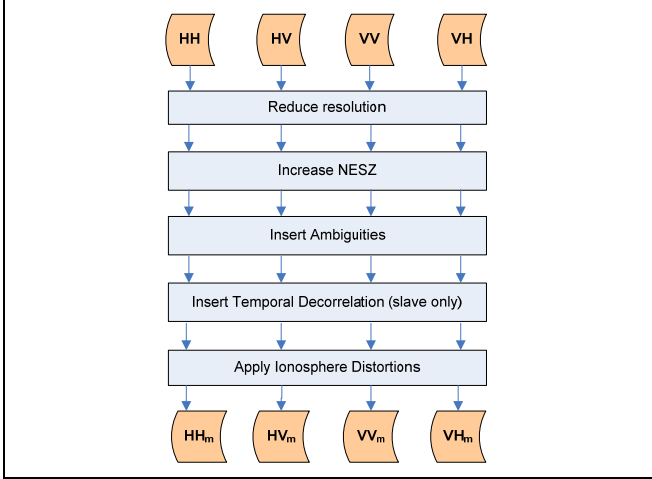 HH HV VV VH
Reduce resolution
Increase NESZ
Insert Ambiguities
Insert Temporal Decorrelation (slave only)
Apply Ionosphere Distortions
HHm HVm VVm VHm